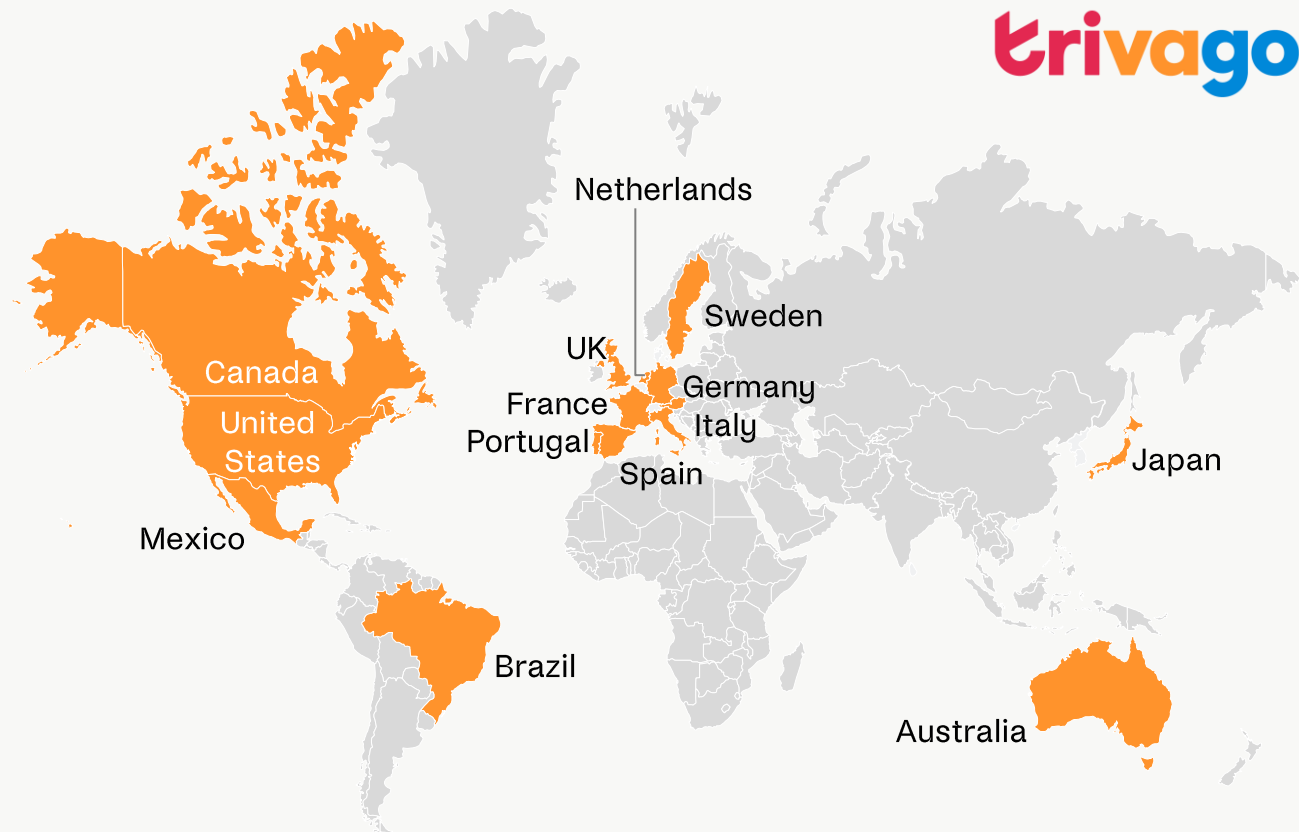 trivago
Netherlands
Sweden
UK
Canada
Germany
France
United
States
Italy
Portugal
Spain
Japan
Mexico
Brazil
Australia